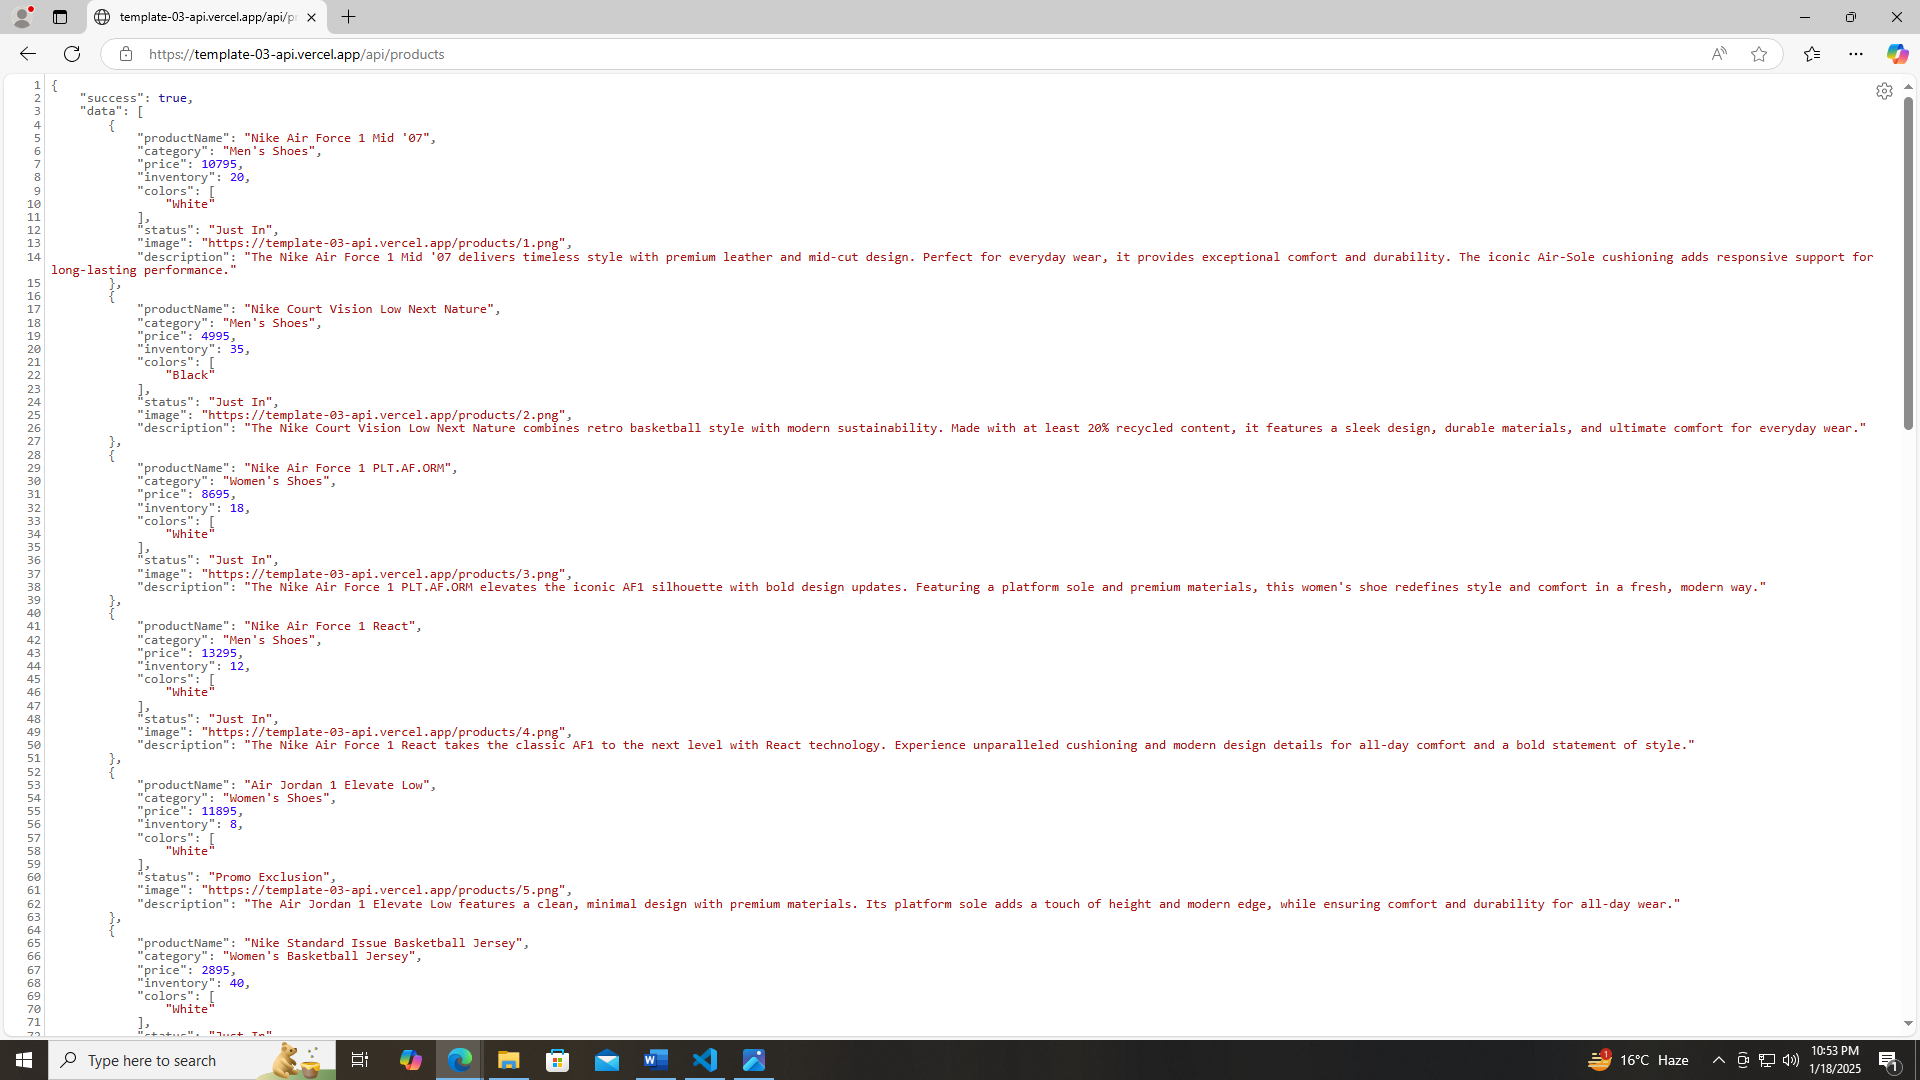 template-03-api.vercel.app/api/pr
https://template-03-api.vercel.app/api/products
1 {
2 "success": true,
3 "data": [
4 {
5 "productName": "Nike Air Force 1 Mid '07",
6 "category": "Men's Shoes",
7 "price": 10795,
8 "inventory": 20,
9 "colors": [
10 "White"
11 ],
12 "status": "Just In",
13 "image": "https://template-03-api.vercel.app/products/1.png",
14 "description": "The Nike Air Force 1 Mid '07 delivers timeless style with premium leather and mid-cut design. Perfect for everyday wear, it provides exceptional comfort and durability. The iconic Air-Sole cushioning adds responsive support for
long-lasting performance."
15 },
16 {
17 "productName": "Nike Court Vision Low Next Nature",
18 "category": "Men's Shoes",
19 "price": 4995,
20 "inventory": 35,
21 "colors": [
22 "Black"
23 ],
24 "status": "Just In",
25 "image": "https://template-03-api.vercel.app/products/2.png",
26 "description": "The Nike Court Vision Low Next Nature combines retro basketball style with modern sustainability. Made with at least 20% recycled content, it features a sleek design, durable materials, and ultimate comfort for everyday wear."
27 },
28 {
29 "productName": "Nike Air Force 1 PLT.AF.ORM",
30 "category": "Women's Shoes",
31 "price": 8695,
32 "inventory": 18,
33 "colors": [
34 "White"
35 ],
36 "status": "Just In",
37 "image": "https://template-03-api.vercel.app/products/3.png",
38 "description": "The Nike Air Force 1 PLT.AF.ORM elevates the iconic AF1 silhouette with bold design updates. Featuring a platform sole and premium materials, this women's shoe redefines style and comfort in a fresh, modern way."
39 },
40 {
41 "productName": "Nike Air Force 1 React",
42 "category": "Men's Shoes",
43 "price": 13295,
44 "inventory": 12,
45 "colors": [
46 "White"
47 ],
48 "status": "Just In",
49 "image": "https://template-03-api.vercel.app/products/4.png",
50 "description": "The Nike Air Force 1 React takes the classic AF1 to the next level with React technology. Experience unparalleled cushioning and modern design details for all-day comfort and a bold statement of style."
51 },
52 {
53 "productName": "Air Jordan 1 Elevate Low",
54 "category": "Women's Shoes",
55 "price": 11895,
56 "inventory": 8,
57 "colors": [
58 "White"
59 ],
60 "status": "Promo Exclusion",
61 "image": "https://template-03-api.vercel.app/products/5.png",
62 "description": "The Air Jordan 1 Elevate Low features a clean, minimal design with premium materials. Its platform sole adds a touch of height and modern edge, while ensuring comfort and durability for all-day wear."
63 },
64 {
65 "productName": "Nike Standard Issue Basketball Jersey",
66 "category": "Women's Basketball Jersey",
67 "price": 2895,
68 "inventory": 40,
69 "colors": [
70 "White"
71 ],
72 "status": "Just In"
Type here to search
1
16°C Haze
10:53 PM
1/18/2025
1